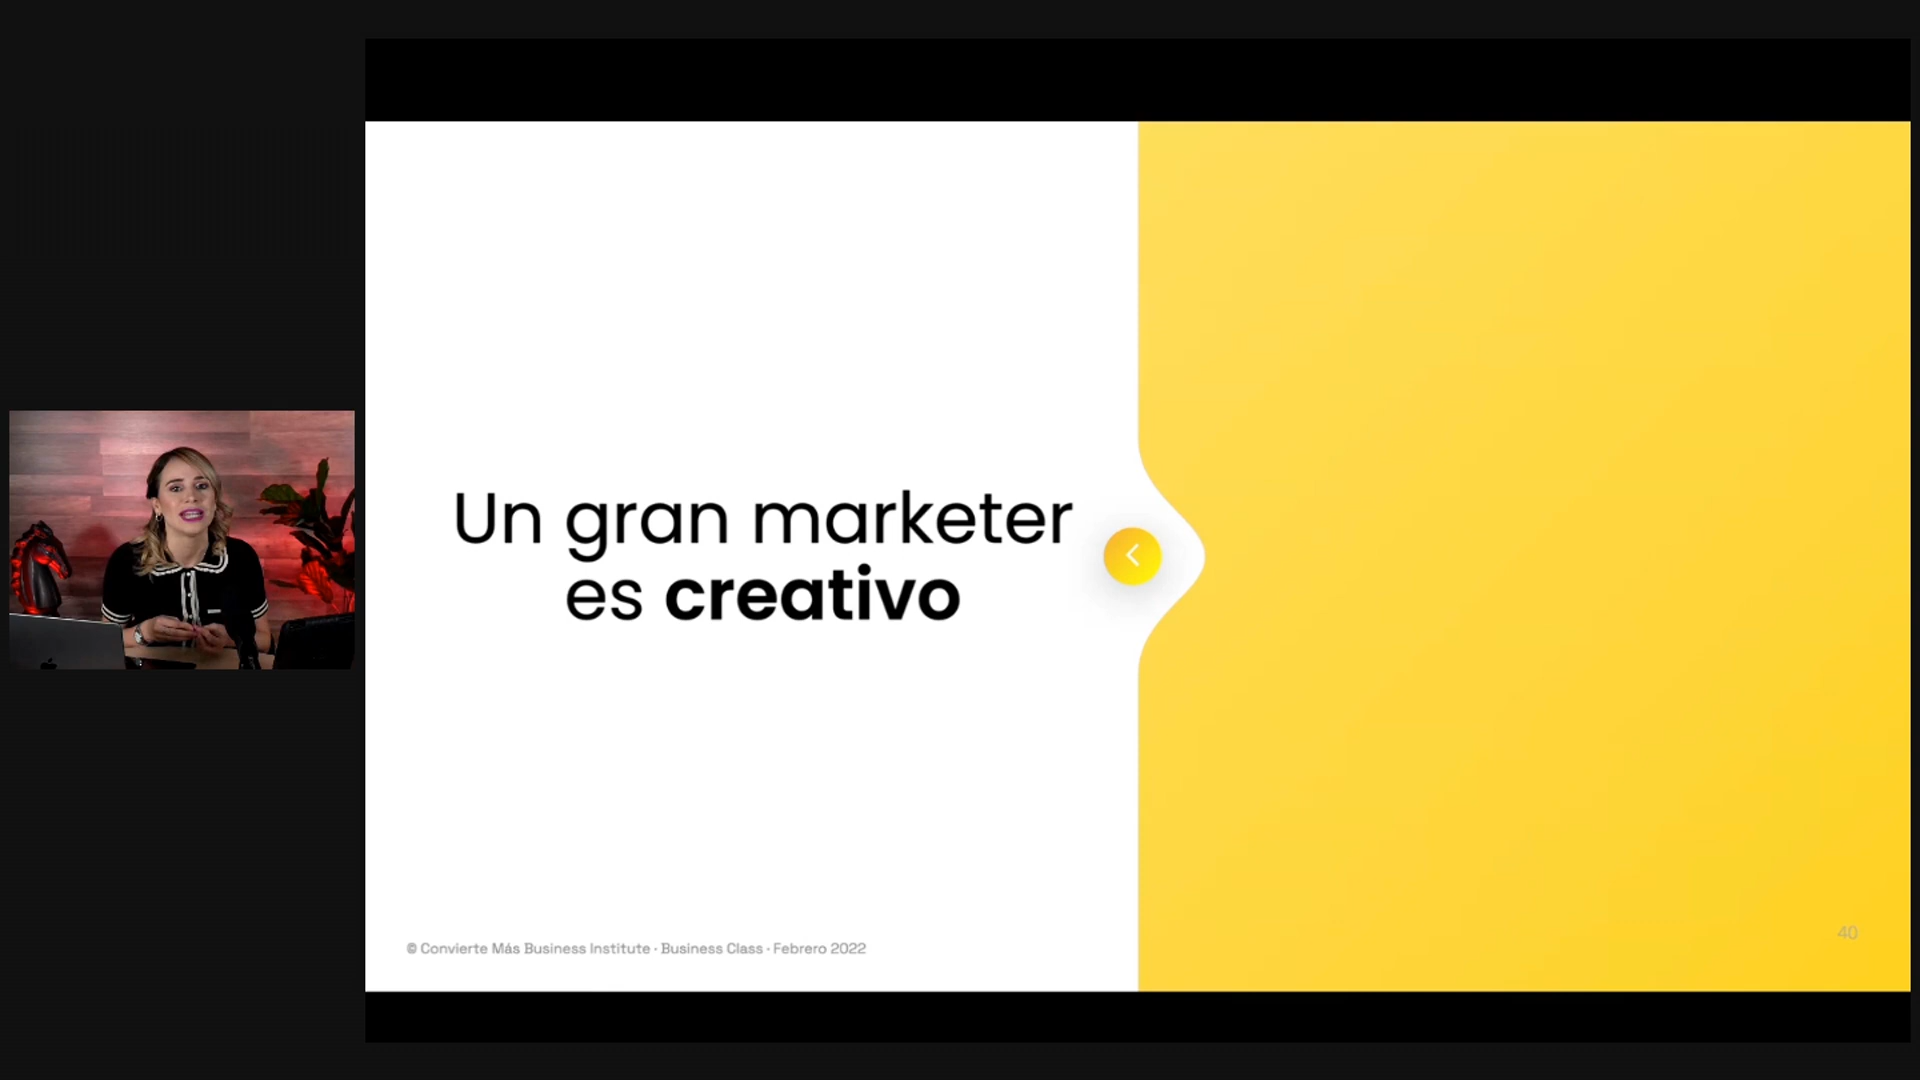 Un gran marketer
es creativo
© Convierte Más Business Institute · Business Class · Febrero 2022
40